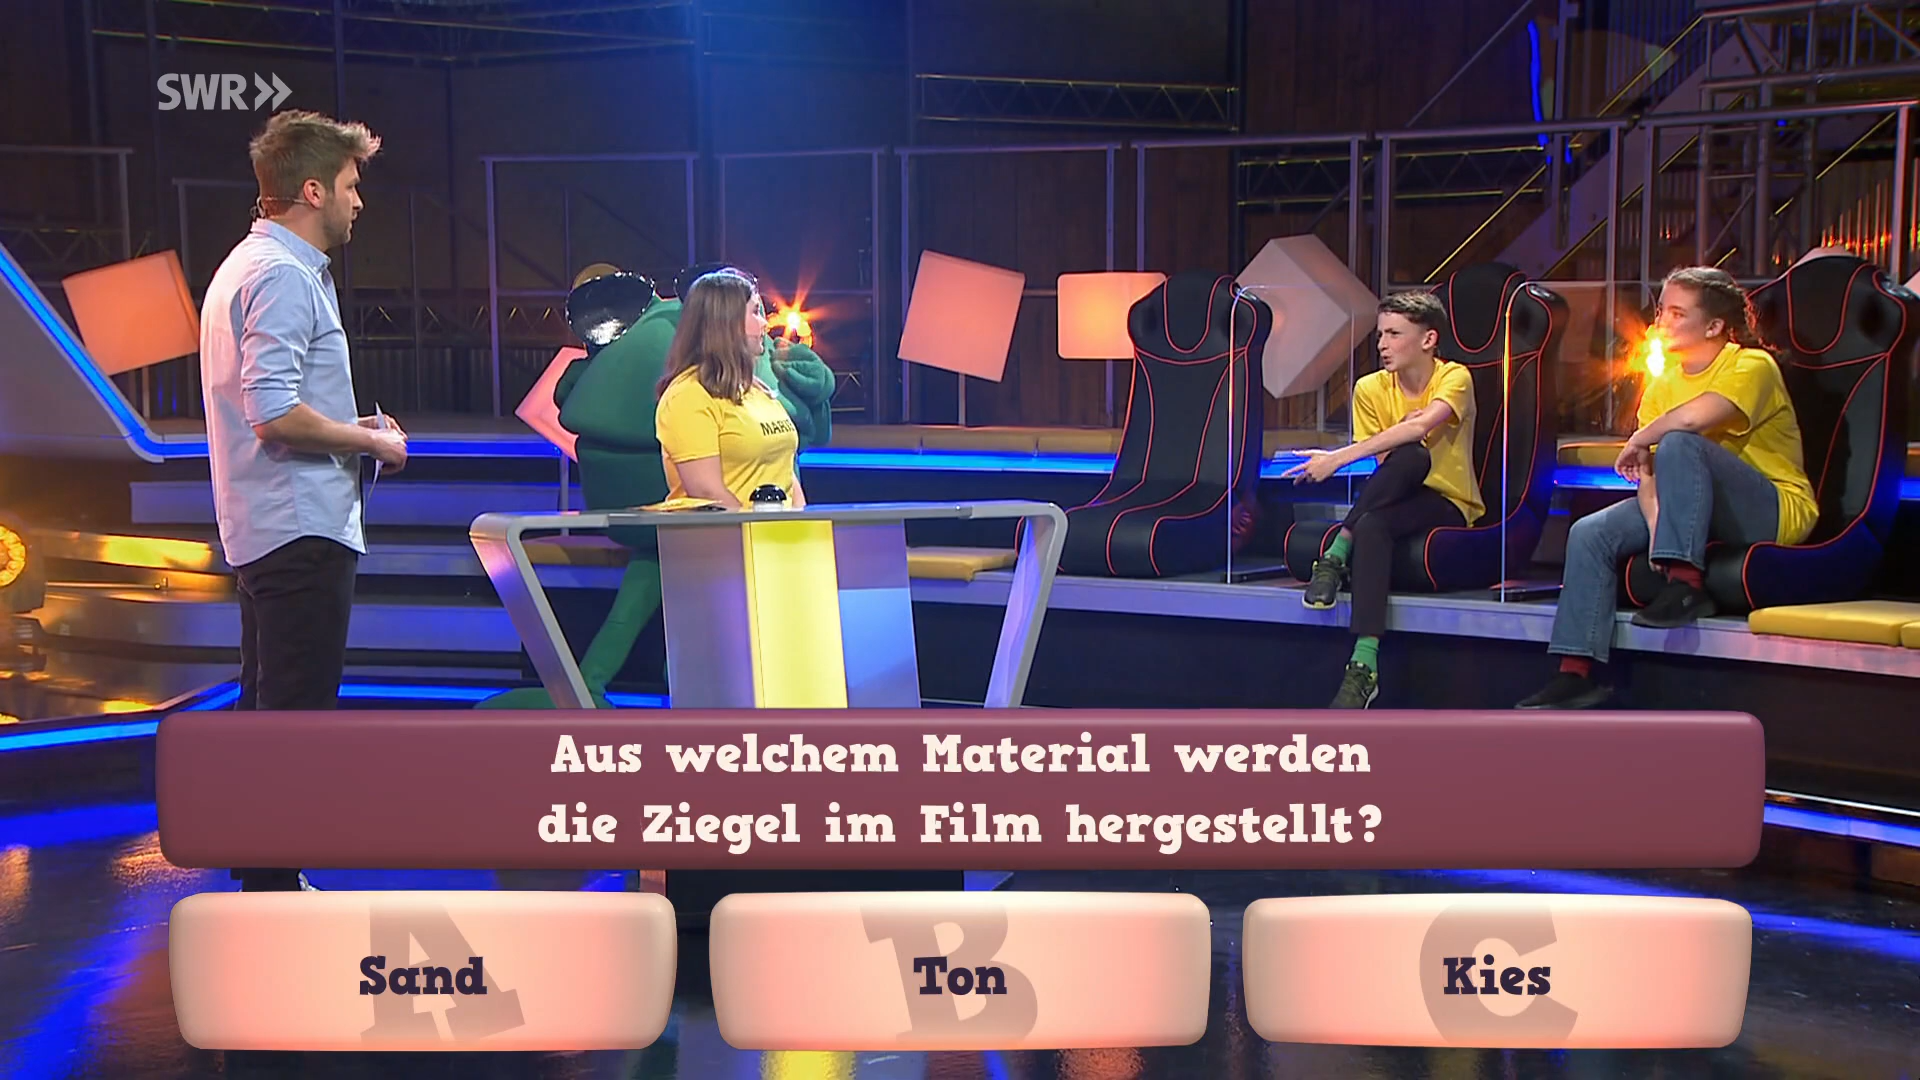 SWR
Aus welchem Material werden
die Ziegel im Film hergestellt?
A
Sand
B
Ton
C
Kies